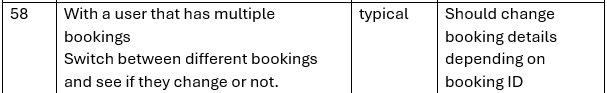 58 With a user that has multiple typical Should change
bookings booking details
Switch between different bookings depending on
and see if they change or not. booking ID